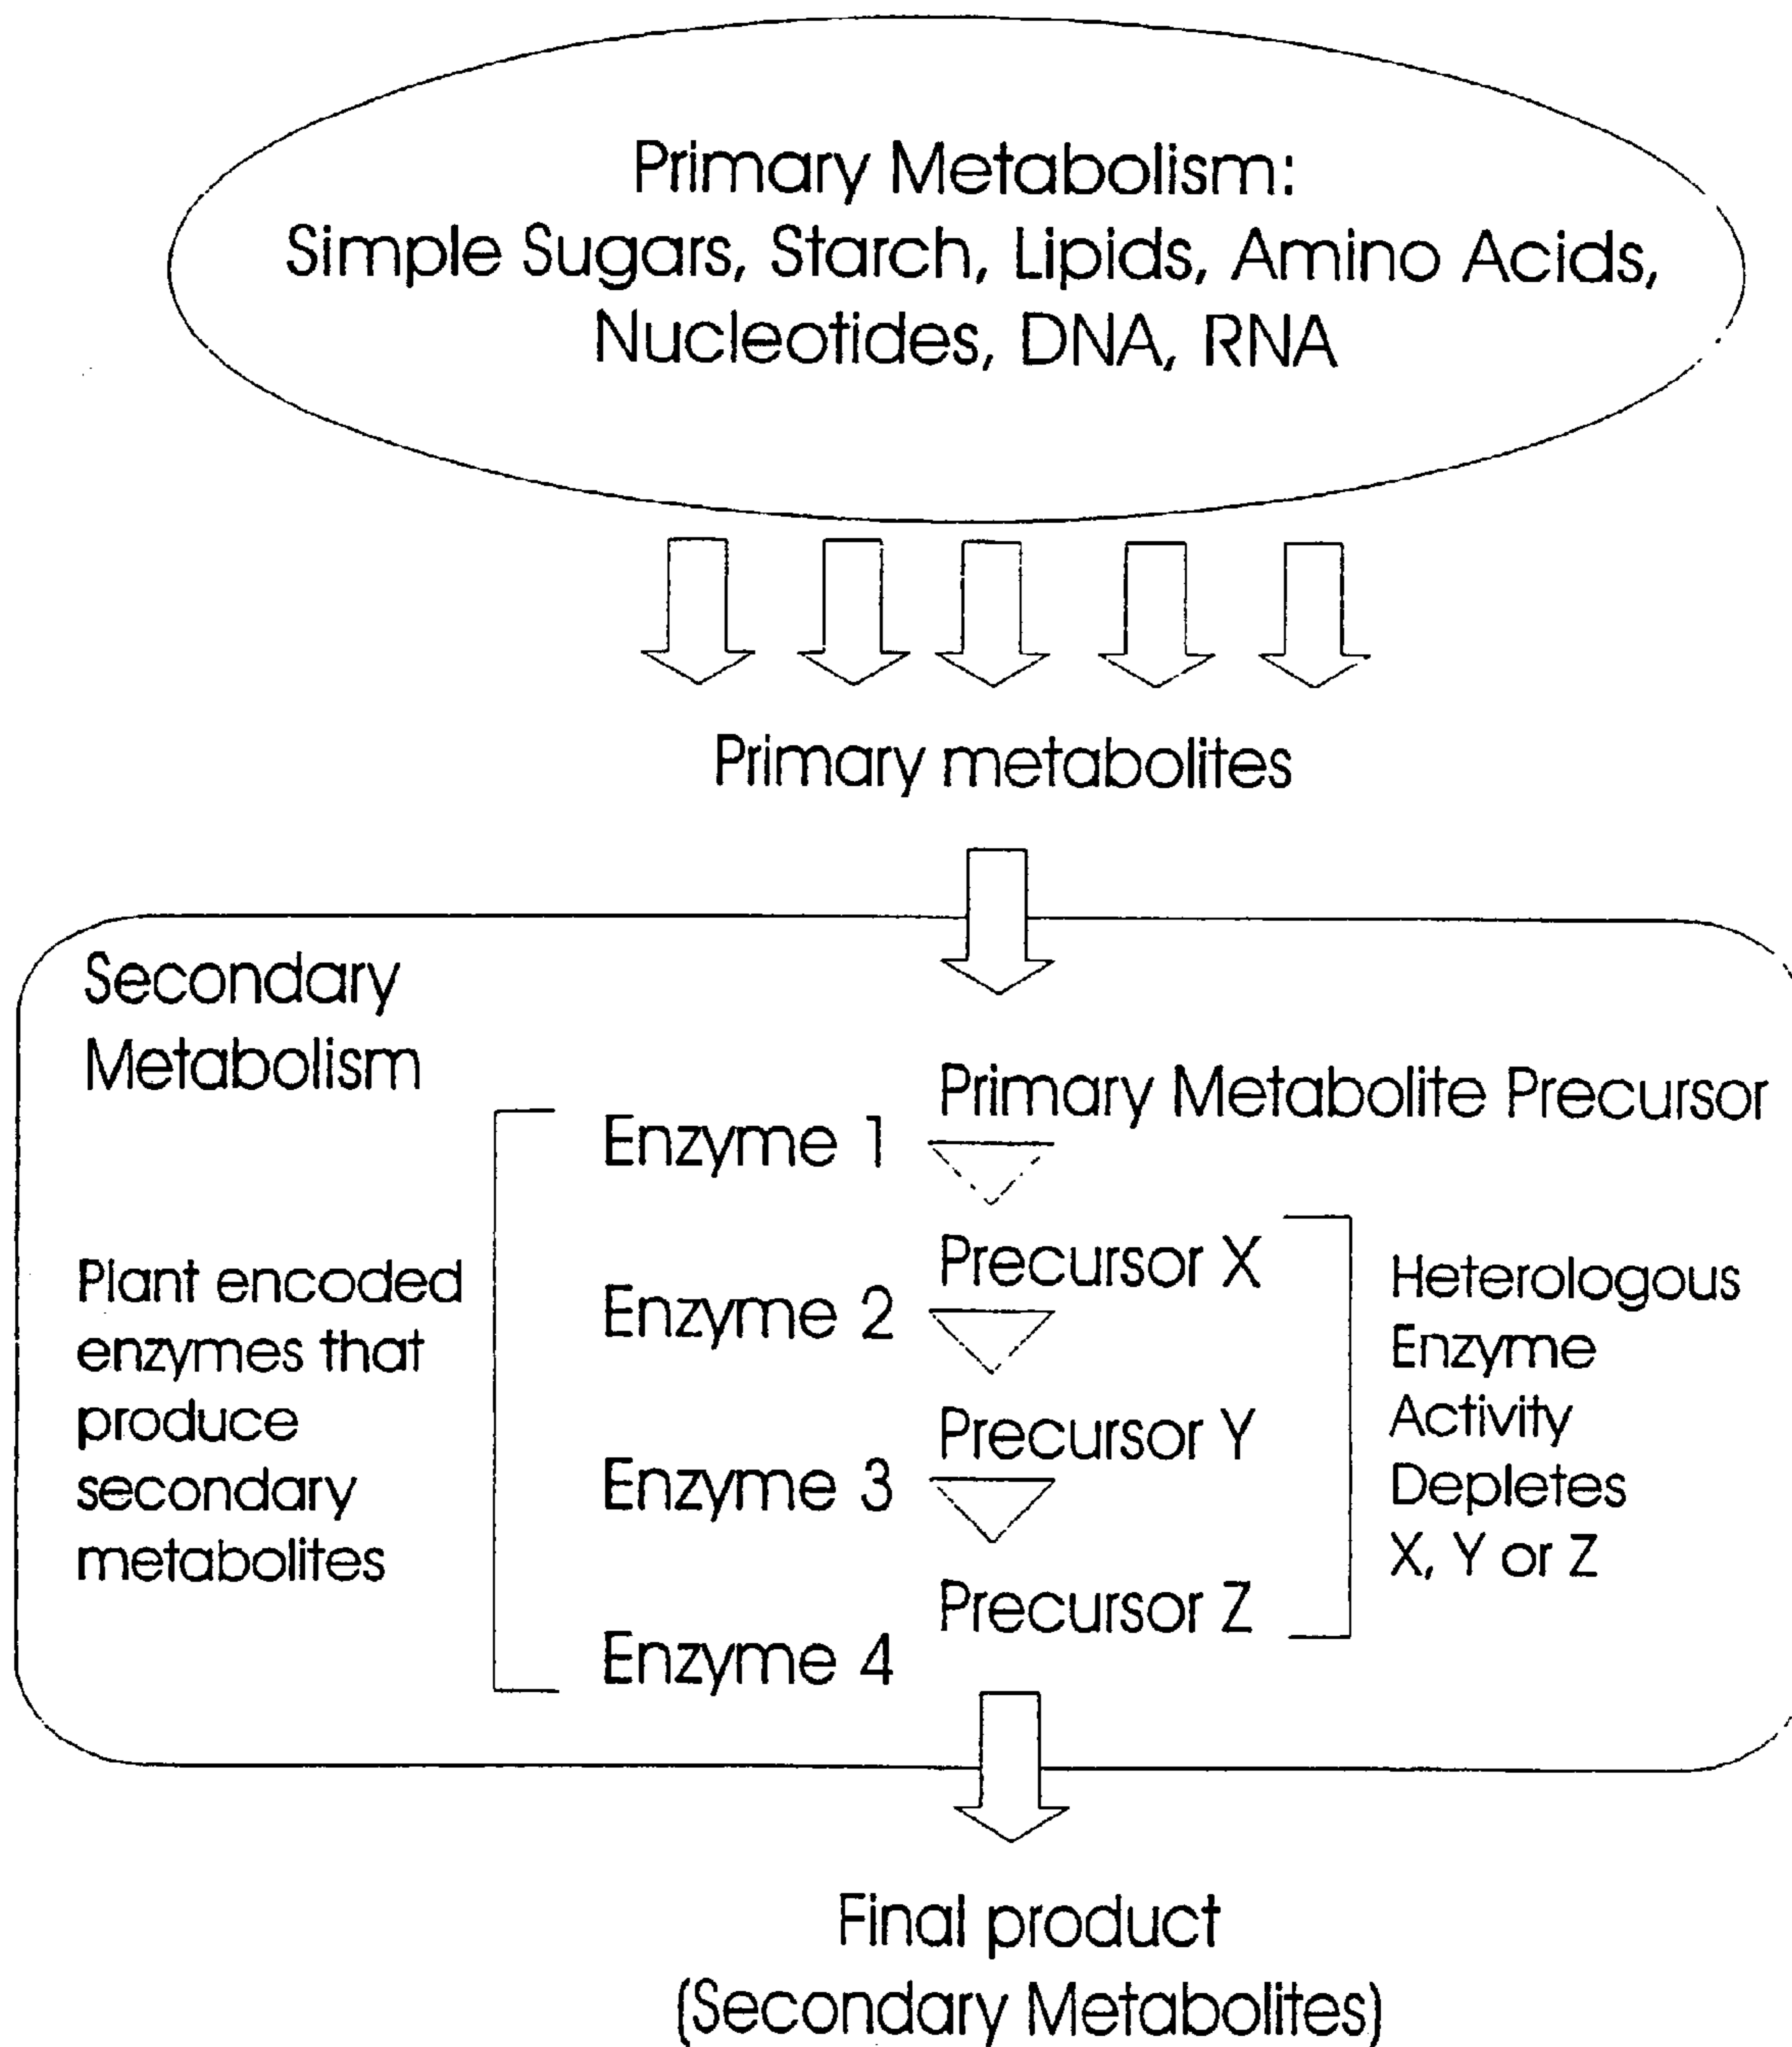 Primary Metabolism:
Simple Sugars, Starch, Lipids, Amino Acids,
Nucleotides, DNA, RNA
Primary metabolites
Secondary
Metabolism
Primary Metabolite Precursor
Enzyme 1
Precursor X
Enzyme 2
Precursor Y
Enzyme 3
Precursor Z
Enzyme 4
Plant encoded
enzymes that
produce
secondary
metabolites
Heterologous
Enzyme
Activity
Depletes
X, Y or Z
Final product
(Secondary Metabolites)